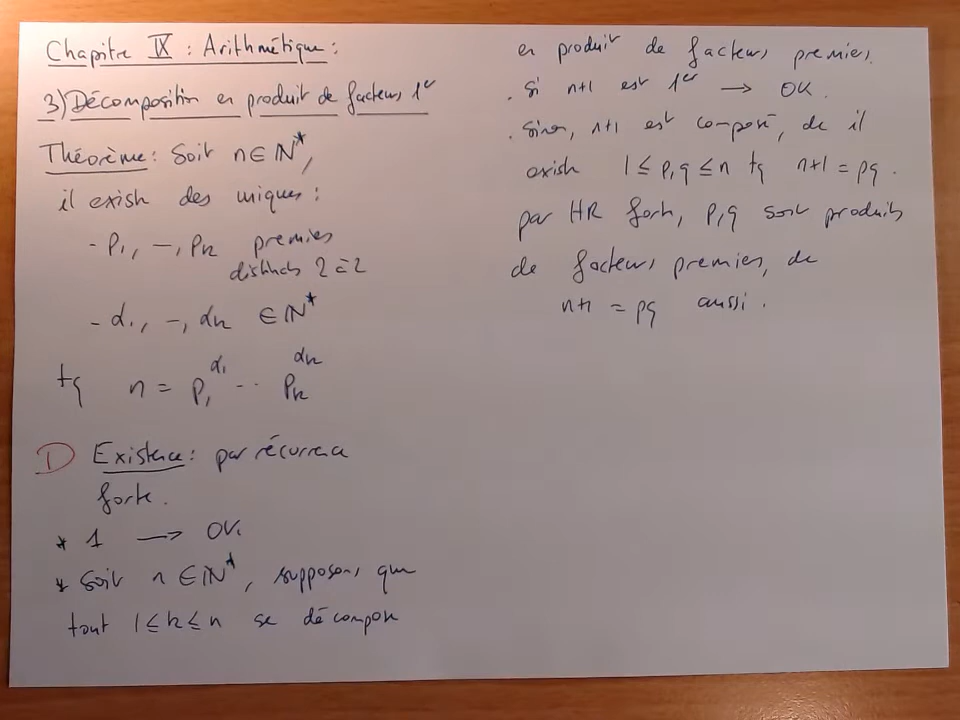 Chapitre IX : Arithmétique :
3) Décomposition en produit de facteurs 1er
Théorème : Soit n ∈ ℕ*,
il existe des uniques :
- p₁, —, pₖ premiers
distincts 2 à 2
- α₁, —, αₖ ∈ ℕ*
tq n = p₁^α₁ ... pₖ^αₖ
D Existence : par récurrence
forte.
* 1 → OK.
* Soit n ∈ ℕ*, supposons que
tout 1 ≤ k ≤ n se décompose
en produit de facteurs premiers.
. Si n+1 est 1er → OK.
. Sinon, n+1 est composé, dc il
existe 1 ≤ p,q ≤ n tq n+1 = pq.
par HR forte, p,q sont produits
de facteurs premiers, dc
n+1 = pq aussi.